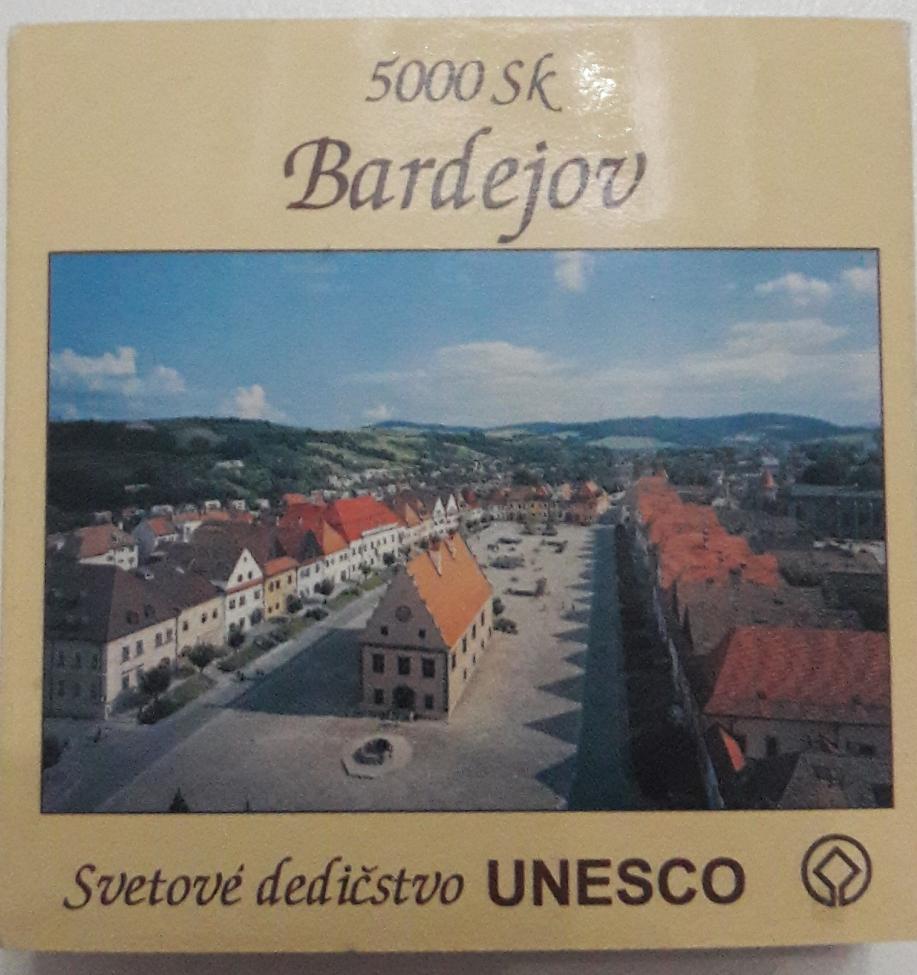 5000 Sk
Bardejov
Svetové dedičstvo UNESCO